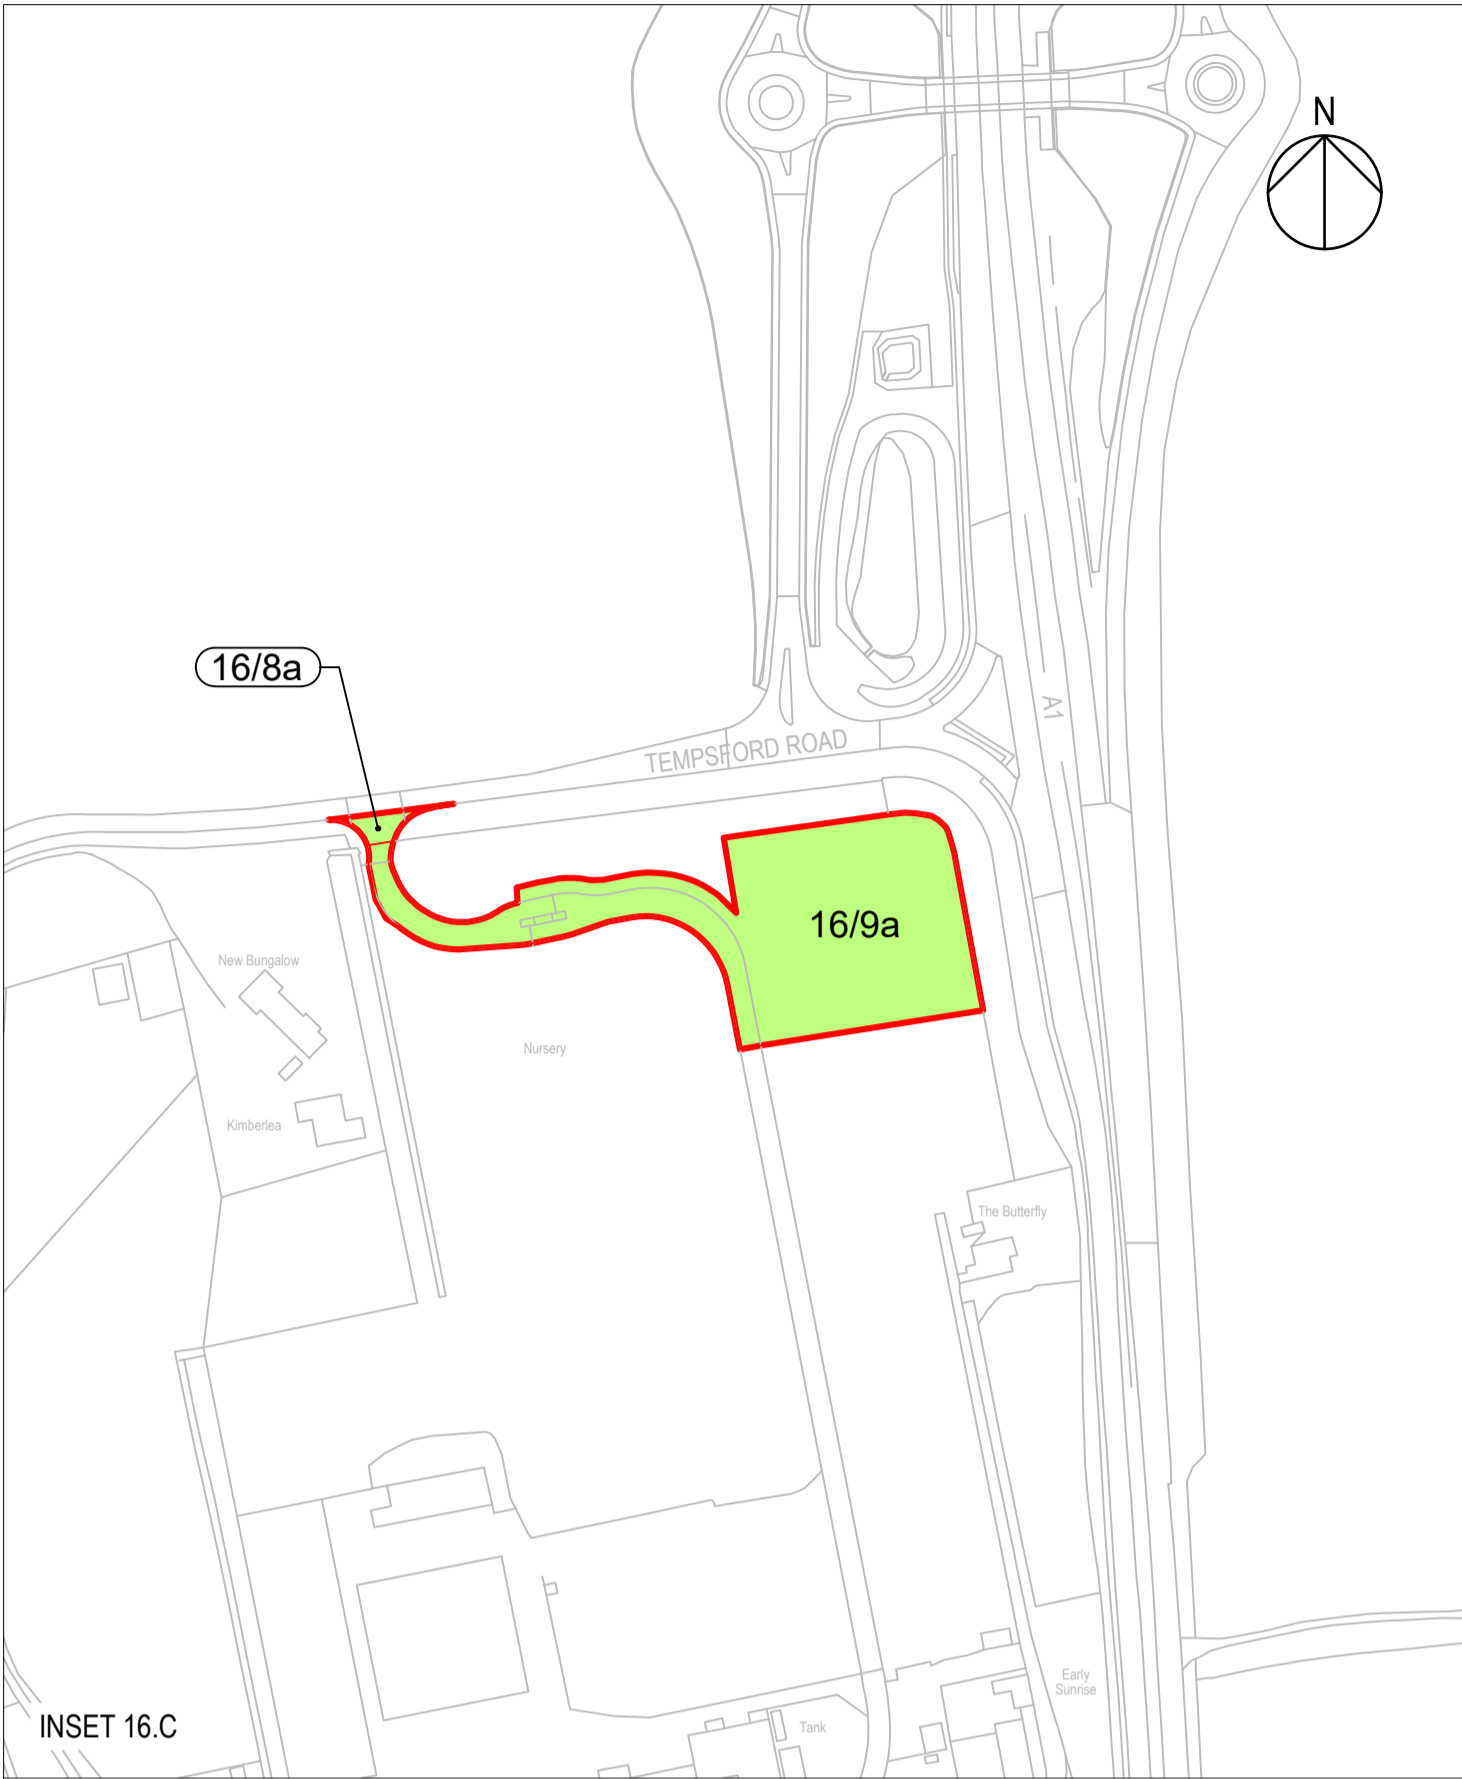 N
16/8a
A1
TEMPSFORD ROAD
16/9a
New Bungalow
Nursery
Kimberlea
The Butterfly
Early
Sunrise
INSET 16.C
Tank